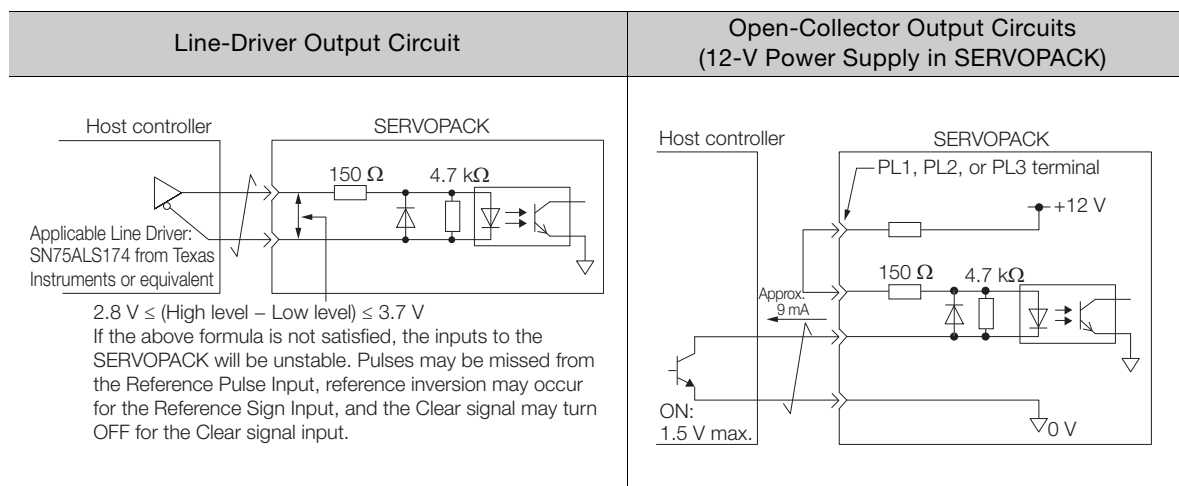 Line-Driver Output Circuit
Open-Collector Output Circuits
(12-V Power Supply in SERVOPACK)
Host controller
SERVOPACK
150 Ω
4.7 kΩ
Applicable Line Driver:
SN75ALS174 from Texas
Instruments or equivalent
2.8 V ≤ (High level − Low level) ≤ 3.7 V
If the above formula is not satisfied, the inputs to the
SERVOPACK will be unstable. Pulses may be missed from
the Reference Pulse Input, reference inversion may occur
for the Reference Sign Input, and the Clear signal may turn
OFF for the Clear signal input.
Host controller
SERVOPACK
PL1, PL2, or PL3 terminal
+12 V
150 Ω
4.7 kΩ
Approx.
9 mA
ON:
1.5 V max.
0 V